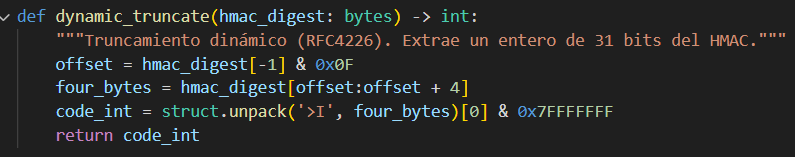 def dynamic_truncate(hmac_digest: bytes) -> int:
    """Truncamiento dinámico (RFC4226). Extrae un entero de 31 bits del HMAC."""
    offset = hmac_digest[-1] & 0x0F
    four_bytes = hmac_digest[offset:offset + 4]
    code_int = struct.unpack('>I', four_bytes)[0] & 0x7FFFFFFF
    return code_int